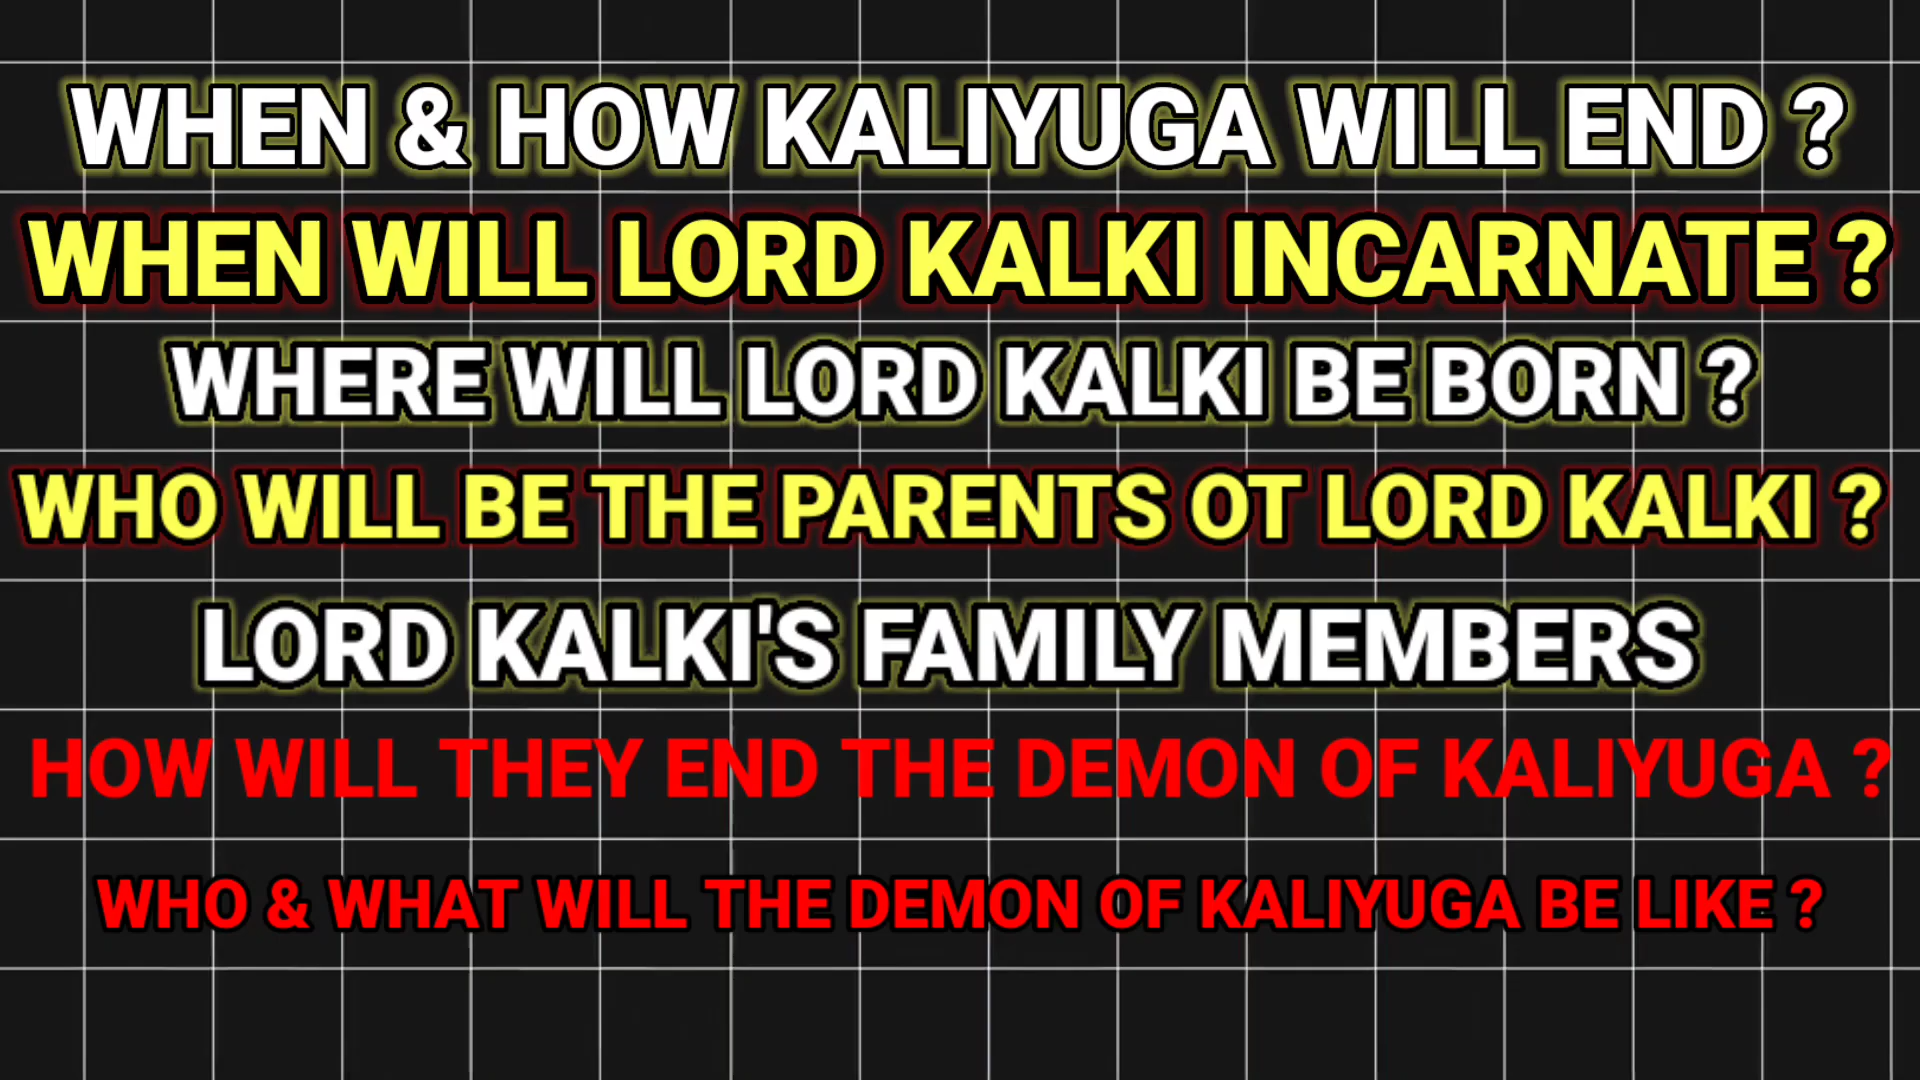 WHEN & HOW KALIYUGA WILL END ?
WHEN WILL LORD KALKI INCARNATE ?
WHERE WILL LORD KALKI BE BORN ?
WHO WILL BE THE PARENTS OT LORD KALKI ?
LORD KALKI'S FAMILY MEMBERS
HOW WILL THEY END THE DEMON OF KALIYUGA ?
WHO & WHAT WILL THE DEMON OF KALIYUGA BE LIKE ?